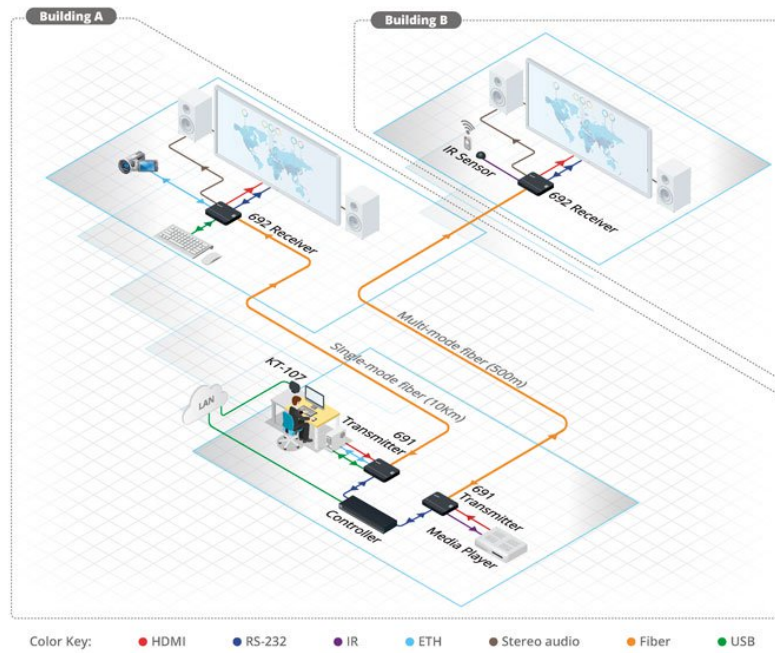 Building A
Building B
IR Sensor
692 Receiver
692 Receiver
Multi-mode fiber (500m)
Single-mode fiber (10Km)
KT-107
LAN
691
Transmitter
691
Transmitter
Controller
Media Player
Color Key:
HDMI
RS-232
IR
ETH
Stereo audio
Fiber
USB